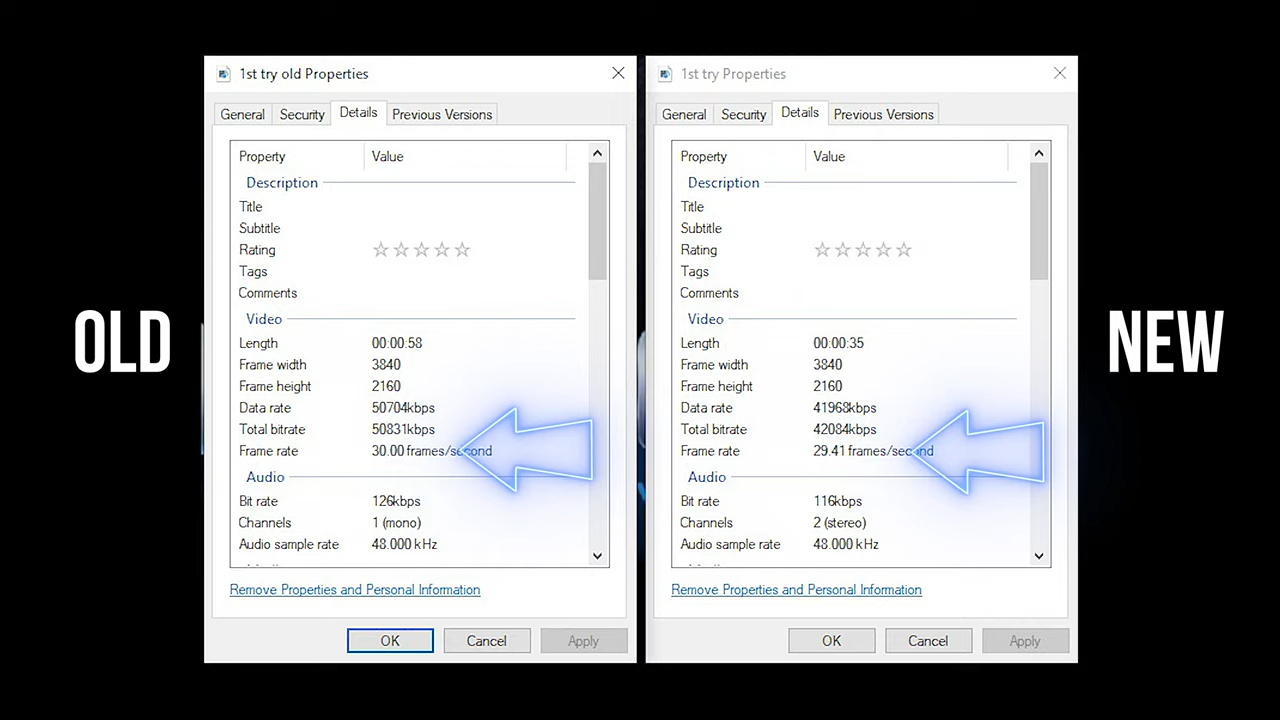 OLD
1st try old Properties
General Security Details Previous Versions
Property Value
Description
Title
Subtitle
Rating
Tags
Comments
Video
Length 00:00:58
Frame width 3840
Frame height 2160
Data rate 50704kbps
Total bitrate 50831kbps
Frame rate 30.00 frames/second
Audio
Bit rate 126kbps
Channels 1 (mono)
Audio sample rate 48.000 kHz
Remove Properties and Personal Information
OK Cancel Apply
1st try Properties
General Security Details Previous Versions
Property Value
Description
Title
Subtitle
Rating
Tags
Comments
Video
Length 00:00:35
Frame width 3840
Frame height 2160
Data rate 41968kbps
Total bitrate 42084kbps
Frame rate 29.41 frames/second
Audio
Bit rate 116kbps
Channels 2 (stereo)
Audio sample rate 48.000 kHz
Remove Properties and Personal Information
OK Cancel Apply
NEW